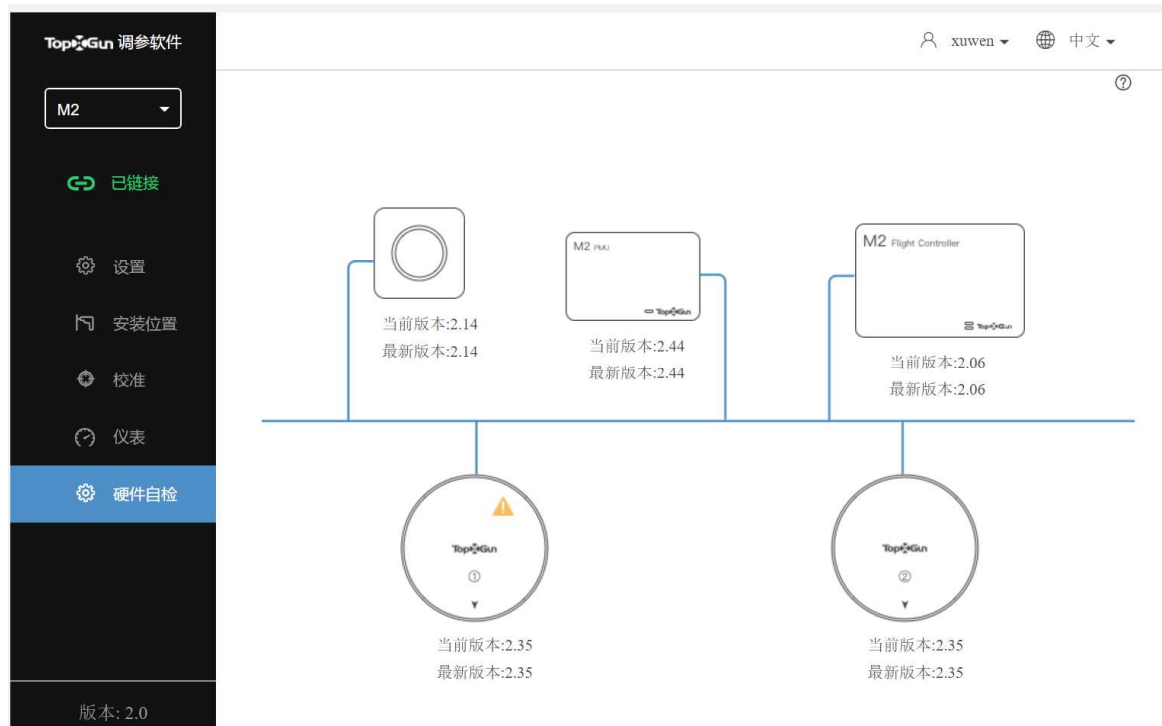 TopGun 调参软件
xuwen
中文
M2
已链接
设置
安装位置
校准
仪表
硬件自检
版本: 2.0
M2 PMU
TopGun
M2 Flight Controller
TopGun
当前版本:2.14
最新版本:2.14
当前版本:2.44
最新版本:2.44
当前版本:2.06
最新版本:2.06
TopGun
①
TopGun
②
当前版本:2.35
最新版本:2.35
当前版本:2.35
最新版本:2.35